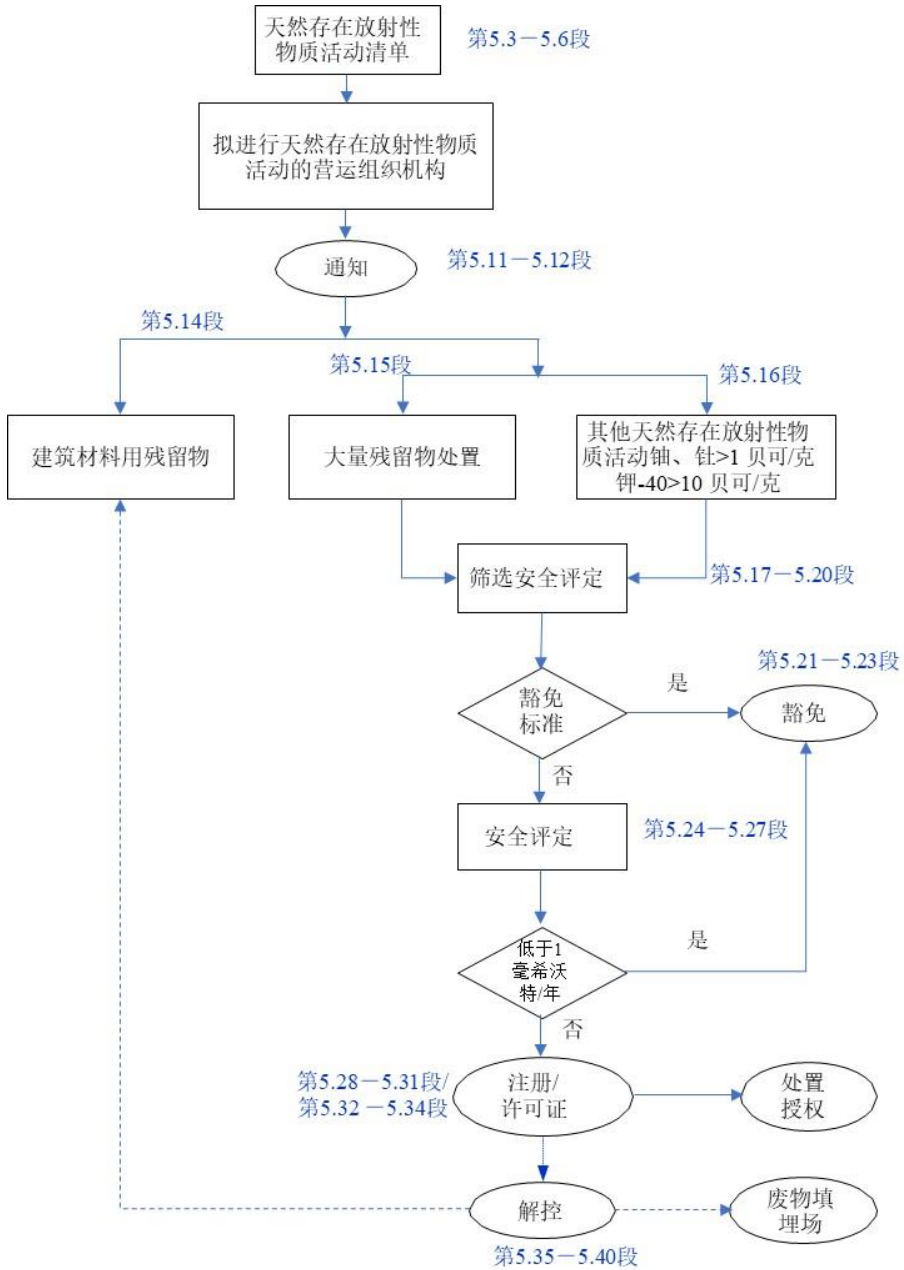 天然存在放射性
物质活动清单
第5.3－5.6段
拟进行天然存在放射性物质
活动的营运组织机构
通知
第5.11－5.12段
第5.14段
第5.15段
第5.16段
建筑材料用残留物
大量残留物处置
其他天然存在放射性物
质活动铀、钍>1 贝可/克
钾-40>10 贝可/克
筛选安全评定
第5.17－5.20段
第5.21－5.23段
豁免
标准
是
豁免
否
安全评定
第5.24－5.27段
低于1
毫希沃
特/年
是
否
第5.28－5.31段/
第5.32 －5.34段
注册/
许可证
处置
授权
解控
废物填
埋场
第5.35－5.40段